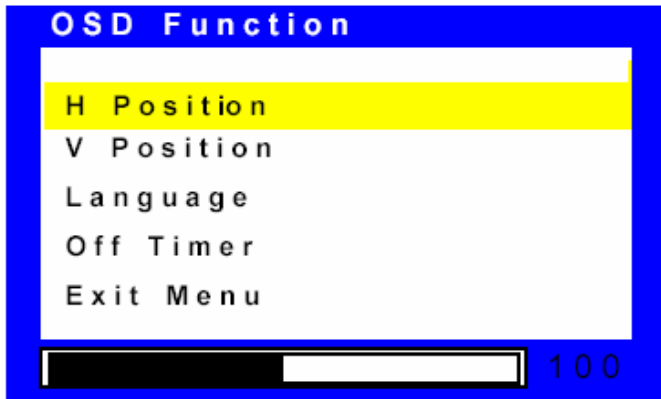 OSD Function
H Position
V Position
Language
Off Timer
Exit Menu
100